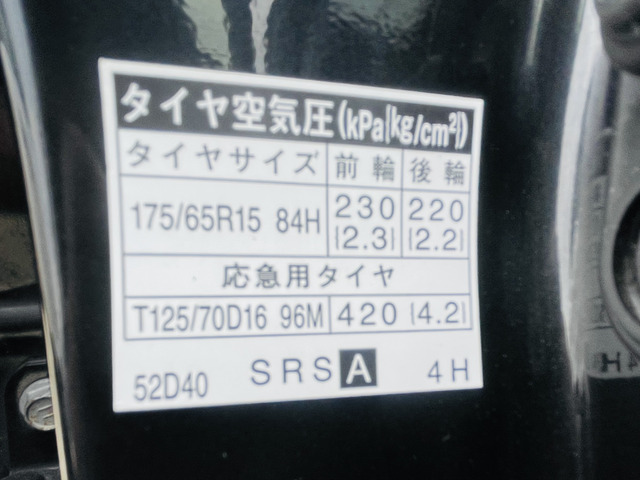 タイヤ空気圧(kPa[kg/cm²])
タイヤサイズ 前輪 後輪
175/65R15 84H 230 220
[2.3] [2.2]
応急用タイヤ
T125/70D16 96M 420 [4.2]
52D40 SRS A 4H